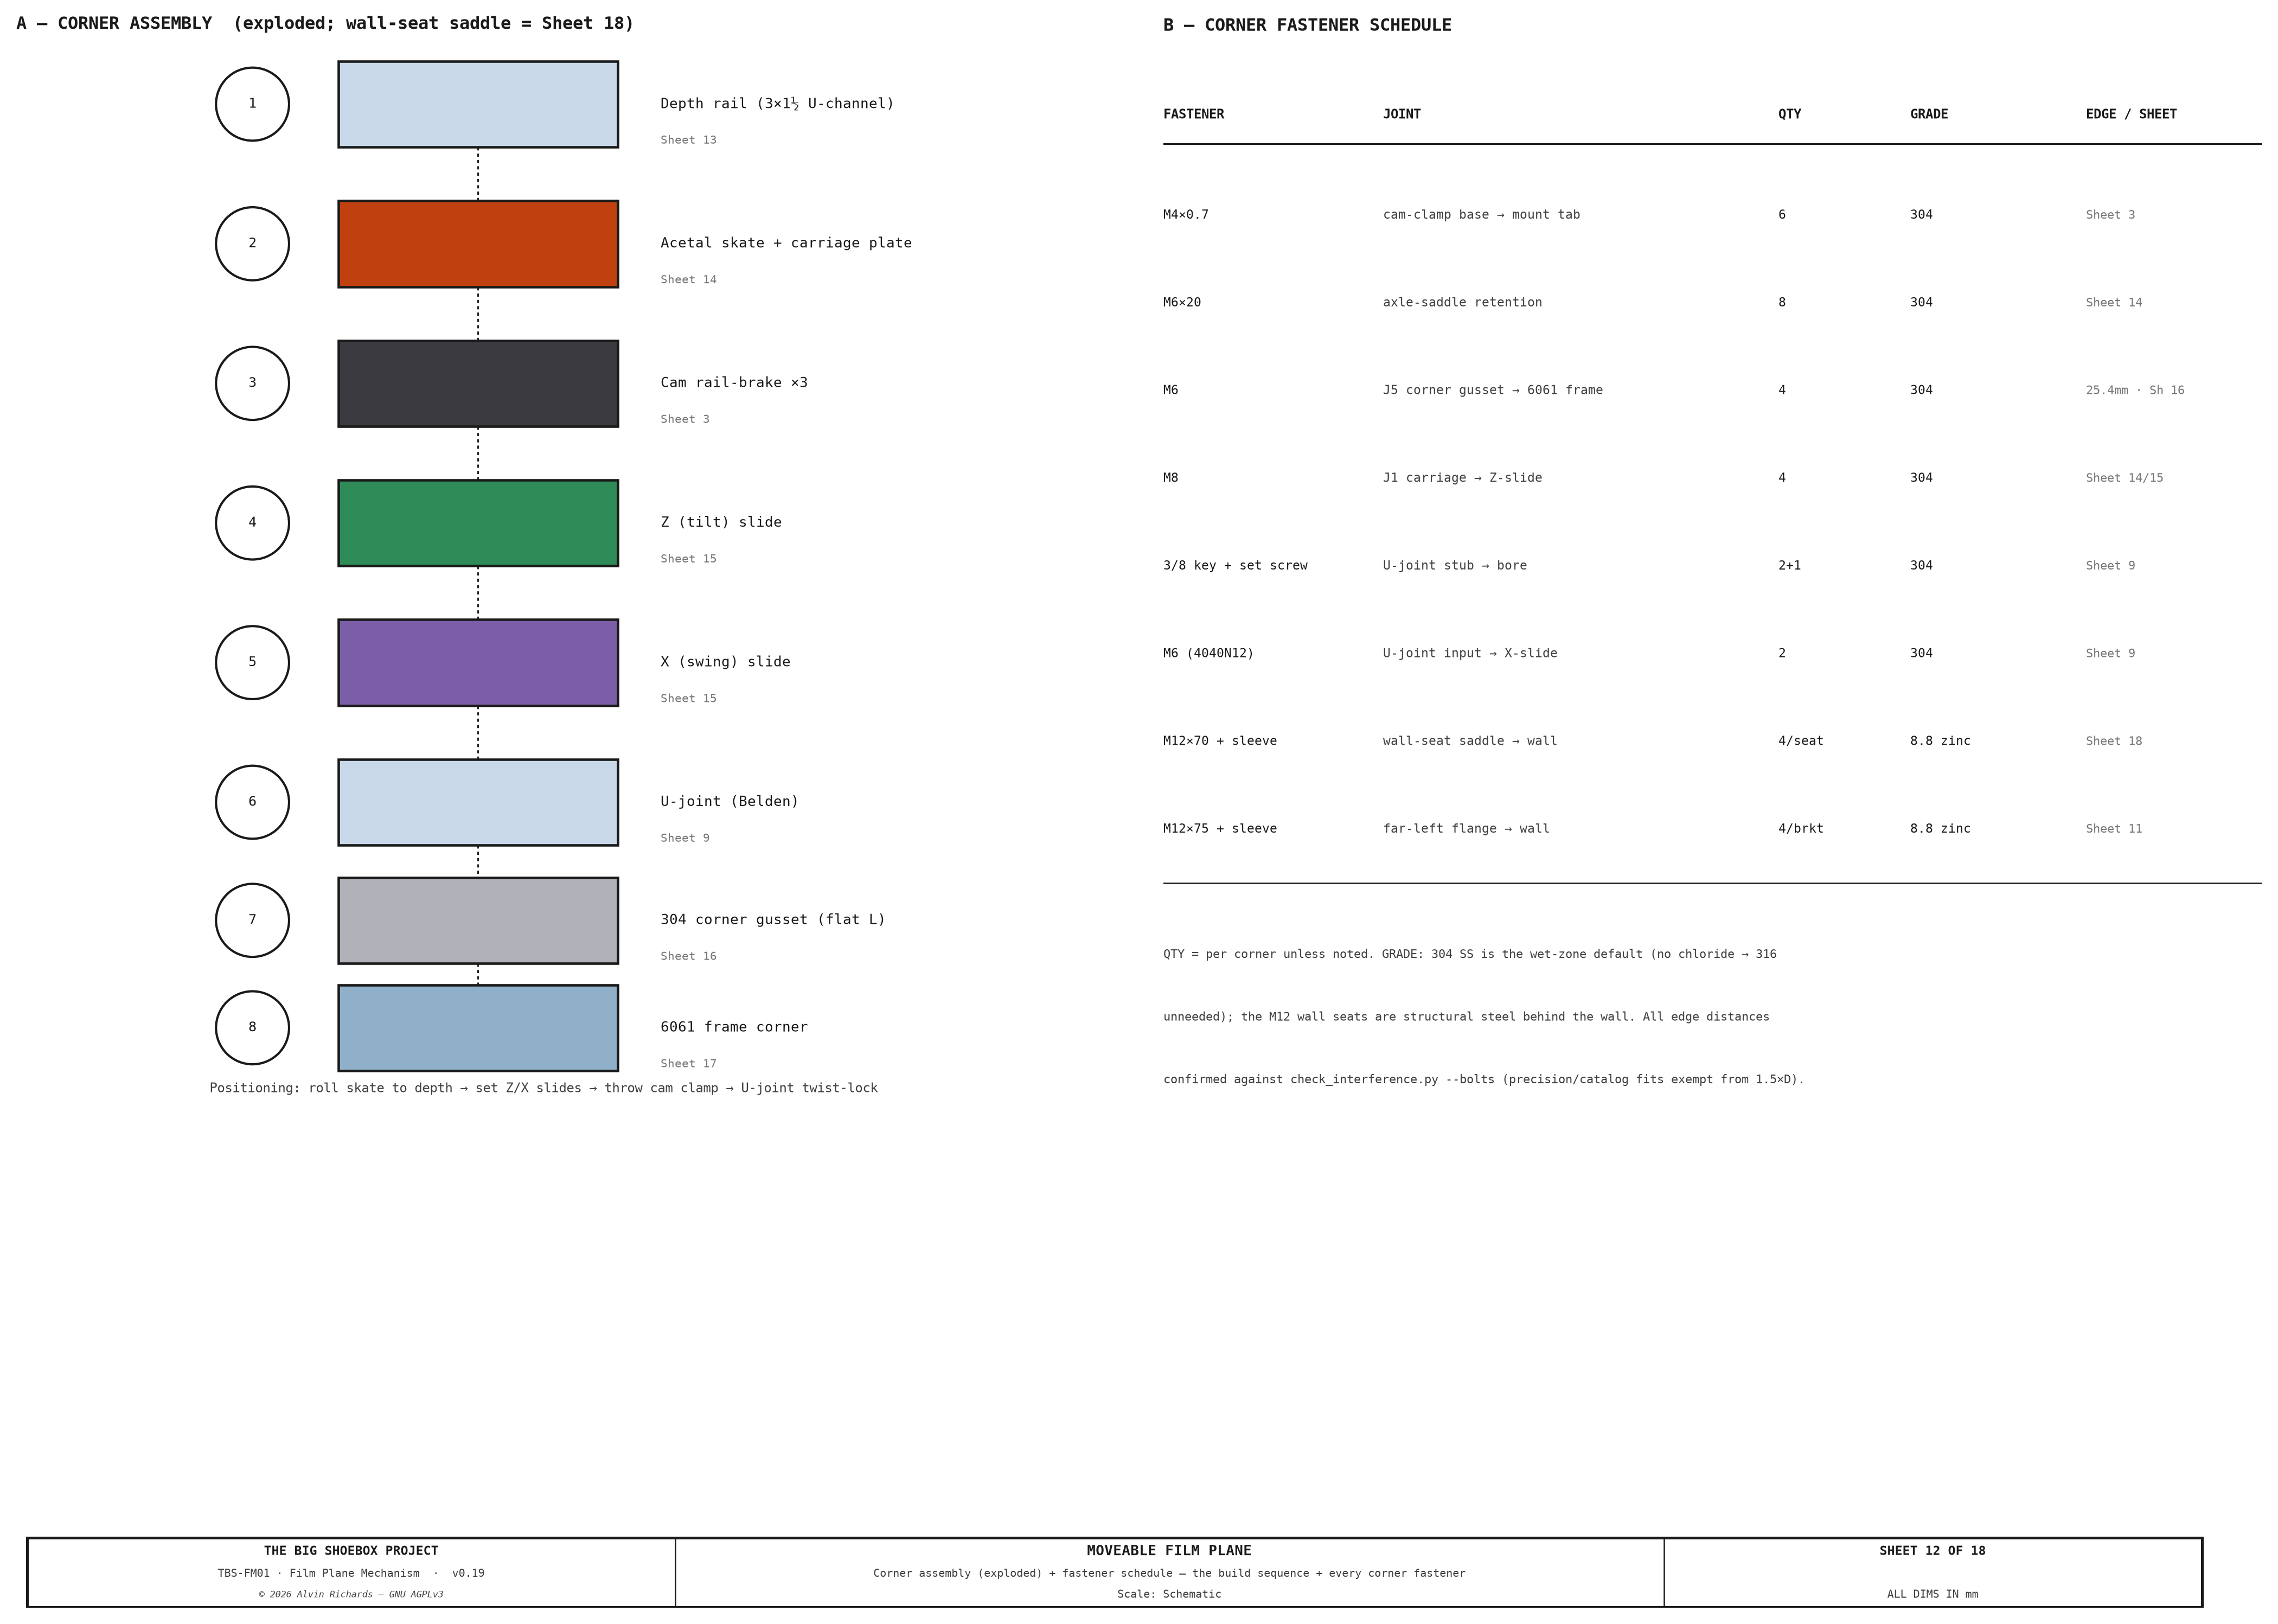 A — CORNER ASSEMBLY  (exploded; wall-seat saddle = Sheet 18)
1
Depth rail (3×1½ U-channel)
Sheet 13
2
Acetal skate + carriage plate
Sheet 14
3
Cam rail-brake ×3
Sheet 3
4
Z (tilt) slide
Sheet 15
5
X (swing) slide
Sheet 15
6
U-joint (Belden)
Sheet 9
7
304 corner gusset (flat L)
Sheet 16
8
6061 frame corner
Sheet 17
Positioning: roll skate to depth → set Z/X slides → throw cam clamp → U-joint twist-lock
B — CORNER FASTENER SCHEDULE
FASTENER JOINT QTY GRADE EDGE / SHEET
M4×0.7 cam-clamp base → mount tab 6 304 Sheet 3
M6×20 axle-saddle retention 8 304 Sheet 14
M6 J5 corner gusset → 6061 frame 4 304 25.4mm · Sh 16
M8 J1 carriage → Z-slide 4 304 Sheet 14/15
3/8 key + set screw U-joint stub → bore 2+1 304 Sheet 9
M6 (4040N12) U-joint input → X-slide 2 304 Sheet 9
M12×70 + sleeve wall-seat saddle → wall 4/seat 8.8 zinc Sheet 18
M12×75 + sleeve far-left flange → wall 4/brkt 8.8 zinc Sheet 11
QTY = per corner unless noted. GRADE: 304 SS is the wet-zone default (no chloride → 316
unneeded); the M12 wall seats are structural steel behind the wall. All edge distances
confirmed against check_interference.py --bolts (precision/catalog fits exempt from 1.5×D).
THE BIG SHOEBOX PROJECT
TBS-FM01 · Film Plane Mechanism  ·  v0.19
© 2026 Alvin Richards — GNU AGPLv3
MOVEABLE FILM PLANE
Corner assembly (exploded) + fastener schedule — the build sequence + every corner fastener
Scale: Schematic
SHEET 12 OF 18
ALL DIMS IN mm